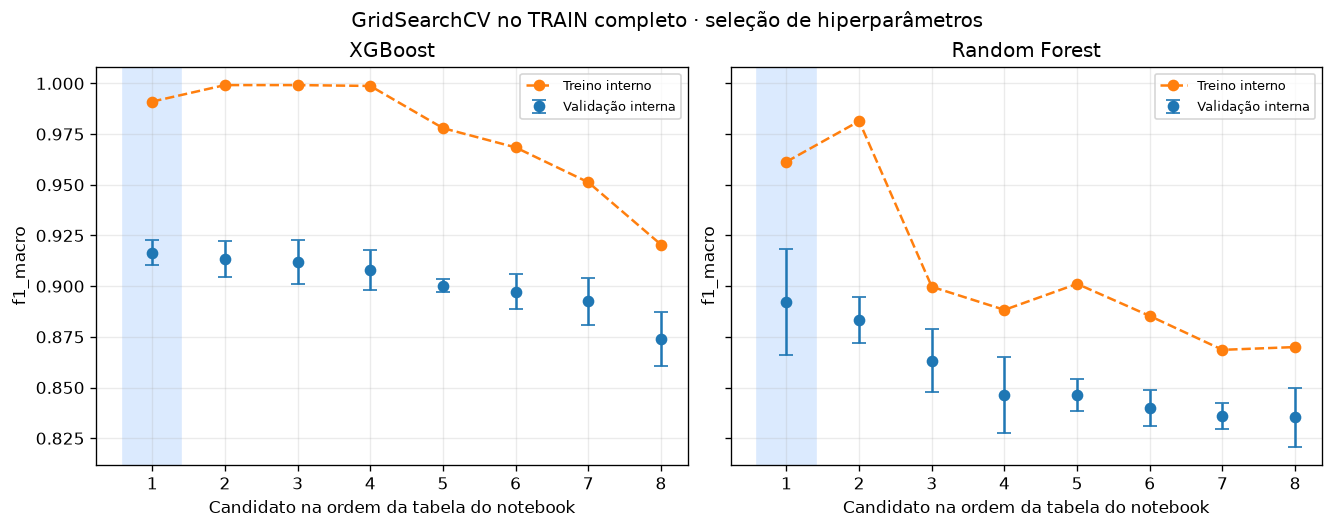 GridSearchCV no TRAIN completo · seleção de hiperparâmetros
XGBoost
Random Forest
f1_macro
1.000
0.975
0.950
0.925
0.900
0.875
0.850
0.825
Treino interno
Validação interna
1 2 3 4 5 6 7 8
Candidato na ordem da tabela do notebook
f1_macro
Treino interno
Validação interna
1 2 3 4 5 6 7 8
Candidato na ordem da tabela do notebook